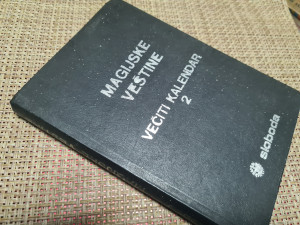 MAGIJSKE
VEŠTINE
VEČITI KALENDAR
2
sloboda